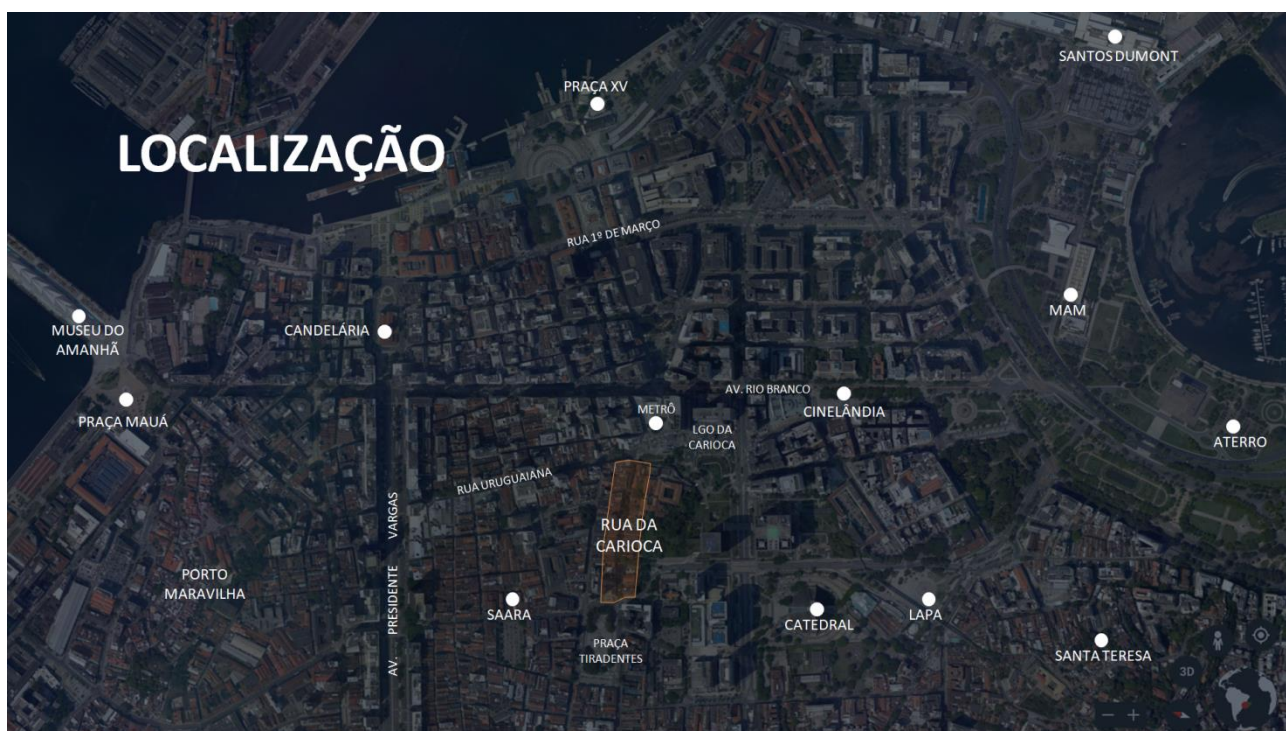 SANTOS DUMONT
PRAÇA XV
LOCALIZAÇÃO
RUA 1º DE MARÇO
MAM
MUSEU DO
AMANHÃ
CANDELÁRIA
AV. RIO BRANCO
CINELÂNDIA
PRAÇA MAUÁ
METRÔ
LGO DA
CARIOCA
ATERRO
RUA URUGUAIANA
AV. PRESIDENTE VARGAS
RUA DA
CARIOCA
PORTO
MARAVILHA
SAARA
CATEDRAL
LAPA
PRAÇA
TIRADENTES
SANTA TERESA
3D